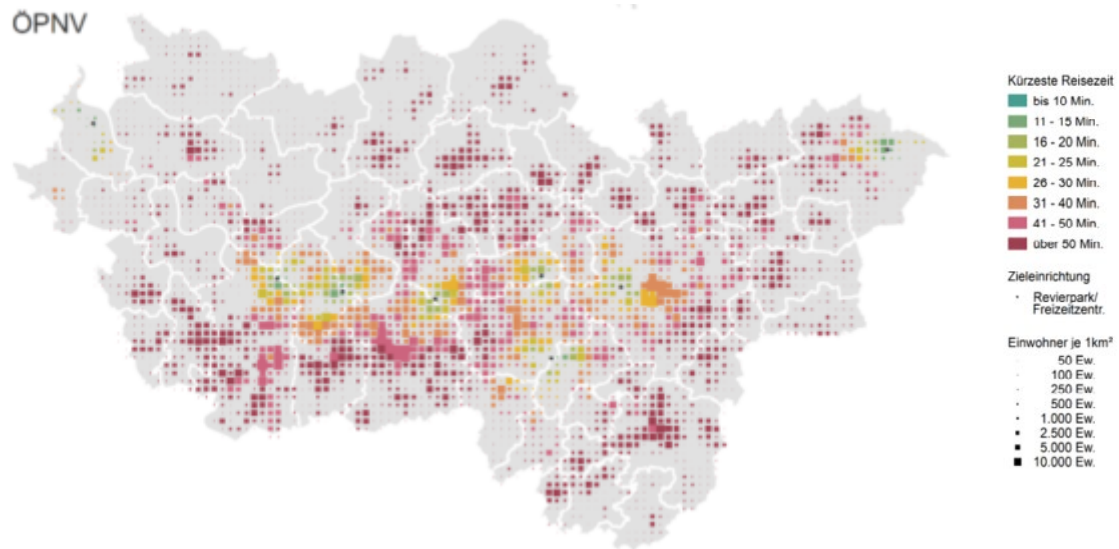 ÖPNV
Kürzeste Reisezeit
bis 10 Min.
11 - 15 Min.
16 - 20 Min.
21 - 25 Min.
26 - 30 Min.
31 - 40 Min.
41 - 50 Min.
über 50 Min.
Zieleinrichtung
Revierpark/
Freizeitzentr.
Einwohner je 1km²
50 Ew.
100 Ew.
250 Ew.
500 Ew.
1.000 Ew.
2.500 Ew.
5.000 Ew.
10.000 Ew.